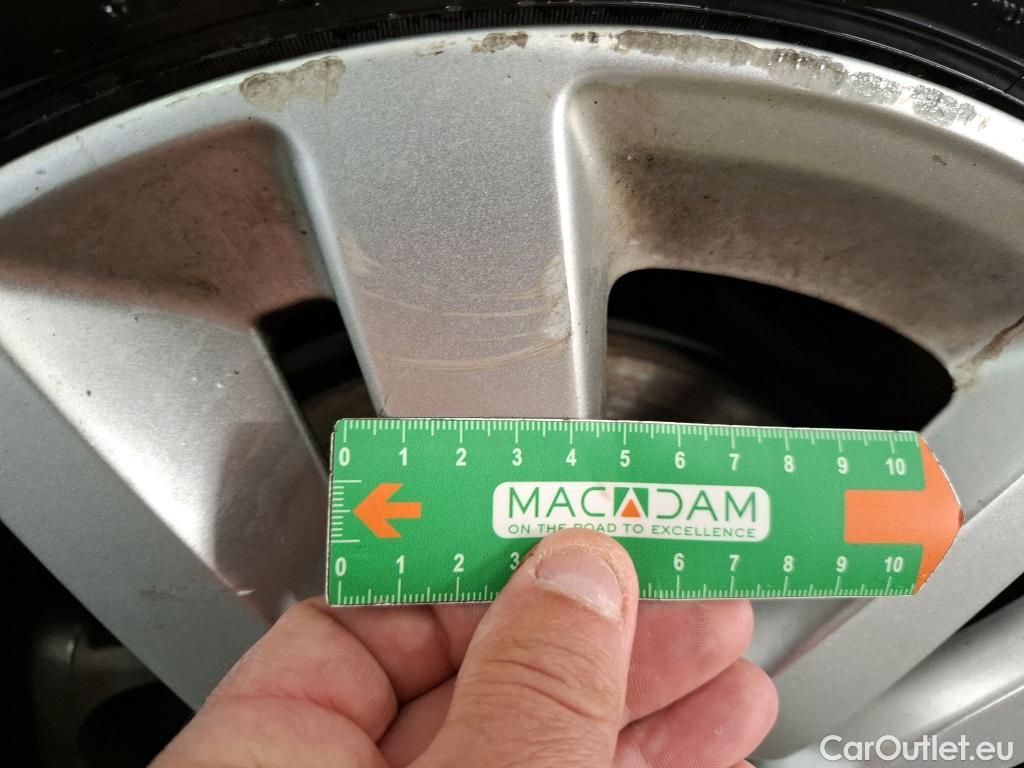 0 1 2 3 4 5 6 7 8 9 10
MACADAM
ON THE ROAD TO EXCELLENCE
0 1 2 3 6 7 8 9 10
CarOutlet.eu